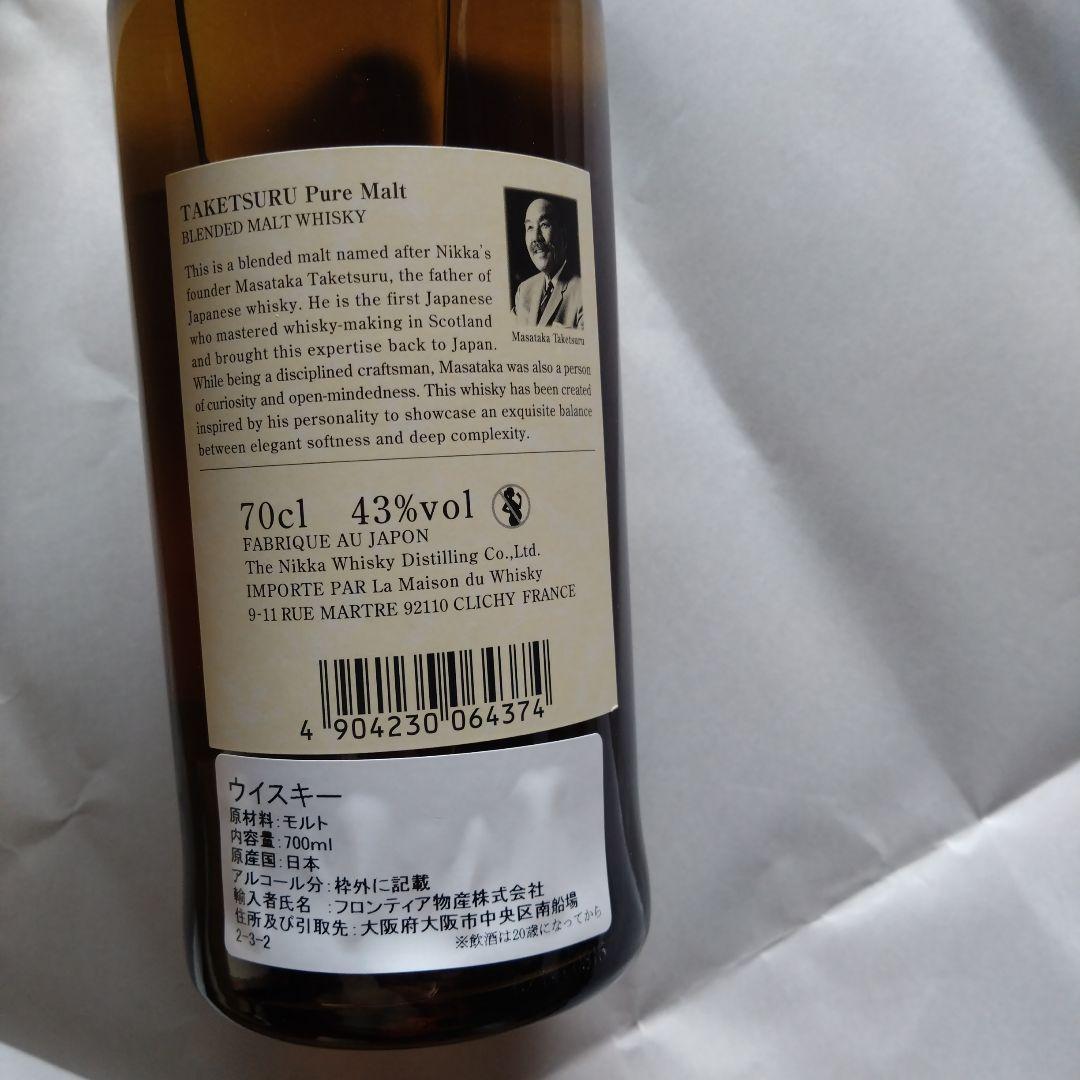 TAKETSURU Pure Malt
BLENDED MALT WHISKY
This is a blended malt named after Nikka's
founder Masataka Taketsuru, the father of
Japanese whisky. He is the first Japanese
who mastered whisky-making in Scotland
and brought this expertise back to Japan.
While being a disciplined craftsman, Masataka was also a person
of curiosity and open-mindedness. This whisky has been created
inspired by his personality to showcase an exquisite balance
between elegant softness and deep complexity.
Masataka Taketsuru
70cl 43%vol
FABRIQUE AU JAPON
The Nikka Whisky Distilling Co.,Ltd.
IMPORTE PAR La Maison du Whisky
9-11 RUE MARTRE 92110 CLICHY FRANCE
4 904230 064374
ウイスキー
原材料:モルト
内容量:700ml
原産国:日本
アルコール分:枠外に記載
輸入者氏名 :フロンティア物産株式会社
住所及び引取先:大阪府大阪市中央区南船場
2-3-2
※飲酒は20歳になってから